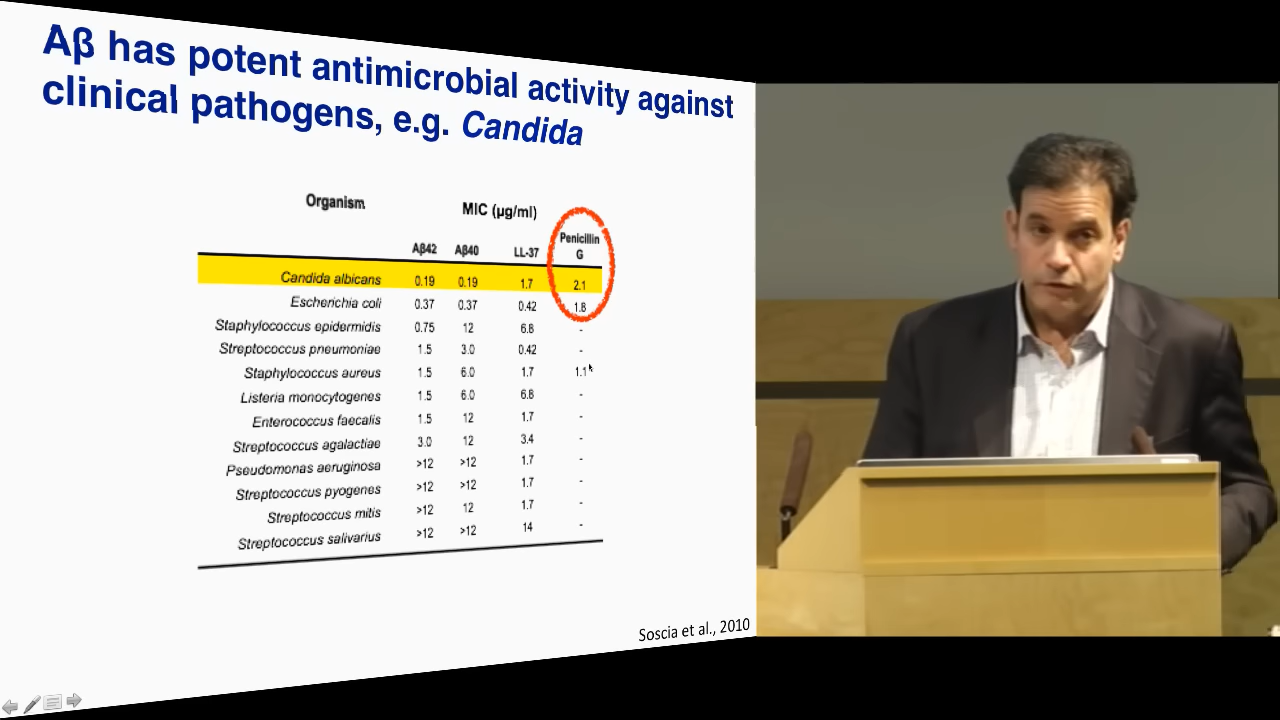 Aβ has potent antimicrobial activity against
clinical pathogens, e.g. Candida
Organism MIC (µg/ml)
Aβ42 Aβ40 LL-37 Penicillin G
Candida albicans 0.19 0.19 1.7 2.1
Escherichia coli 0.37 0.37 0.42 1.8
Staphylococcus epidermidis 0.75 12 6.8 -
Streptococcus pneumoniae 1.5 3.0 0.42 -
Staphylococcus aureus 1.5 6.0 1.7 1.1
Listeria monocytogenes 1.5 6.0 6.8 -
Enterococcus faecalis 1.5 12 1.7 -
Streptococcus agalactiae 3.0 12 3.4 -
Pseudomonas aeruginosa >12 >12 1.7 -
Streptococcus pyogenes >12 >12 1.7 -
Streptococcus mitis >12 12 1.7 -
Streptococcus salivarius >12 >12 14 -
Soscia et al., 2010